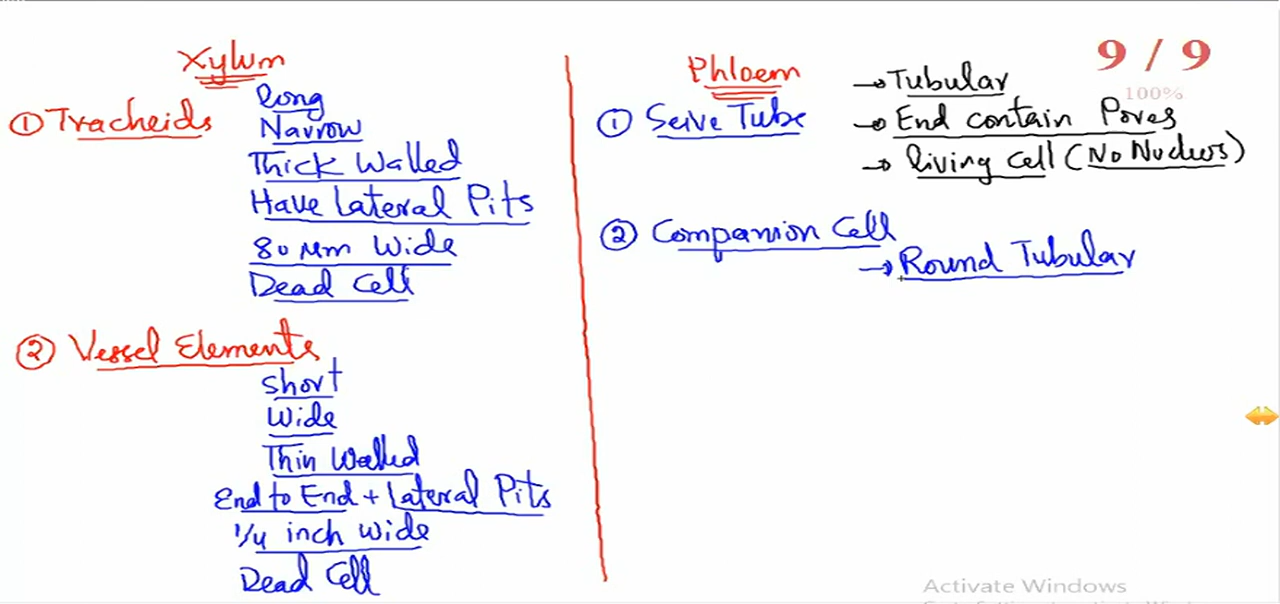 Xylum
① Tracheids
long
Narrow
Thick Walled
Have Lateral Pits
80 Mm Wide
Dead Cell
② Vessel Elements
short
Wide
Thin Walled
End to End + Lateral Pits
1/4 inch wide
Dead Cell
Phloem
① Seive Tube
→ Tubular
→ End contain Pores
→ living cell (No Nucleus)
② Companion Cell
→ Round Tubular
9 / 9
100%
Activate Windows